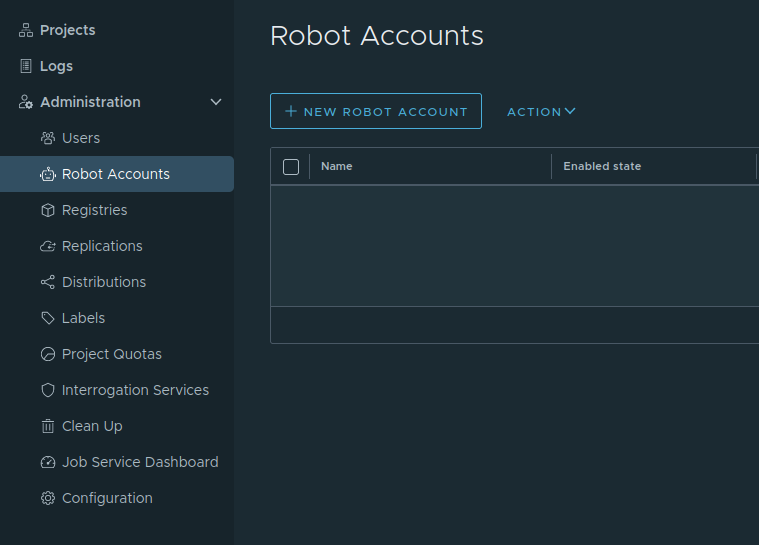 Projects
Logs
Administration
Users
Robot Accounts
Registries
Replications
Distributions
Labels
Project Quotas
Interrogation Services
Clean Up
Job Service Dashboard
Configuration
Robot Accounts
NEW ROBOT ACCOUNT ACTION
Name Enabled state